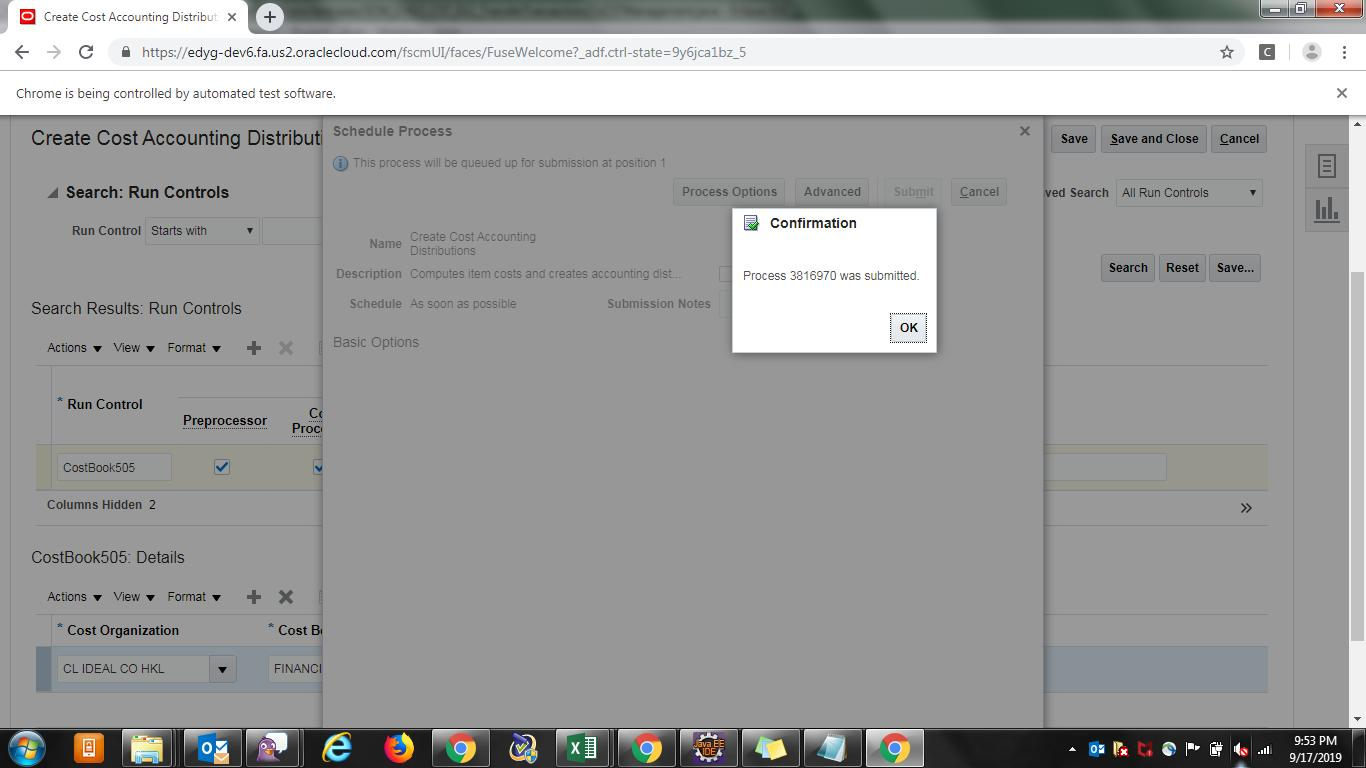 Create Cost Accounting Distribut
https://edyg-dev6.fa.us2.oraclecloud.com/fscmUI/faces/FuseWelcome?_adf.ctrl-state=9y6jca1bz_5
C
Chrome is being controlled by automated test software.
Create Cost Accounting Distributi
Schedule Process
Save
Save and Close
Cancel
This process will be queued up for submission at position 1
Process Options
Advanced
Submit
Cancel
Search: Run Controls
ved Search
All Run Controls
Run Control
Starts with
Confirmation
Process 3816970 was submitted.
OK
Name
Create Cost Accounting
Distributions
Description
Computes item costs and creates accounting dist...
Schedule
As soon as possible
Submission Notes
Basic Options
Search
Reset
Save...
Search Results: Run Controls
Actions
View
Format
* Run Control
Preprocessor
Co
Proce
CostBook505
Columns Hidden 2
CostBook505: Details
Actions
View
Format
* Cost Organization
* Cost Bo
CL IDEAL CO HKL
FINANCI
Java EE
IDE
9:53 PM
9/17/2019